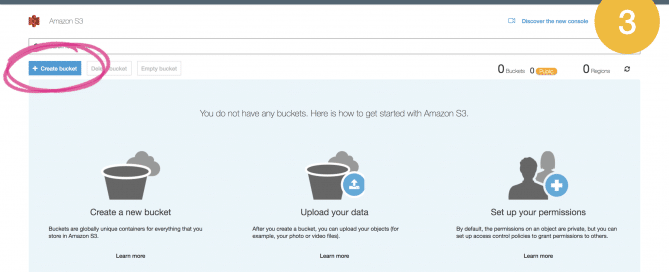 3
Amazon S3
Discover the new console
+ Create bucket
Delete bucket
Empty bucket
0 Buckets
0 Public
0 Regions
You do not have any buckets. Here is how to get started with Amazon S3.
Create a new bucket
Buckets are globally unique containers for everything that you
store in Amazon S3.
Learn more
Upload your data
After you create a bucket, you can upload your objects (for
example, your photo or video files).
Learn more
Set up your permissions
By default, the permissions on an object are private, but you can
set up access control policies to grant permissions to others.
Learn more